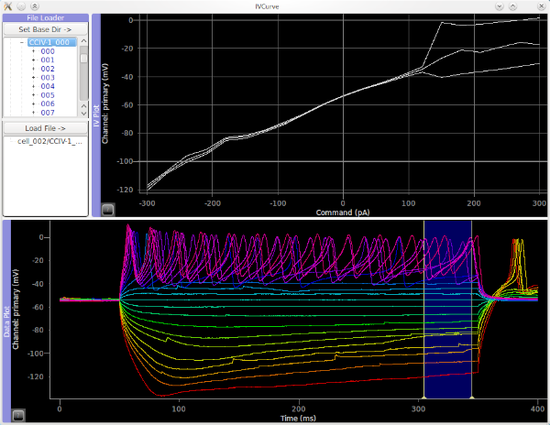 IVCurve
File Loader
Set Base Dir ->
CCIV-1_000
000
001
002
003
004
005
006
007
Load File ->
cell_002/CCIV-1_...
IV Plot
Channel: primary (mV)
0
-20
-40
-60
-80
-100
-120
-300
-200
-100
0
100
200
300
Command (pA)
Data Plot
Channel: primary (mV)
0
-20
-40
-60
-80
-100
-120
0
100
200
300
400
Time (ms)